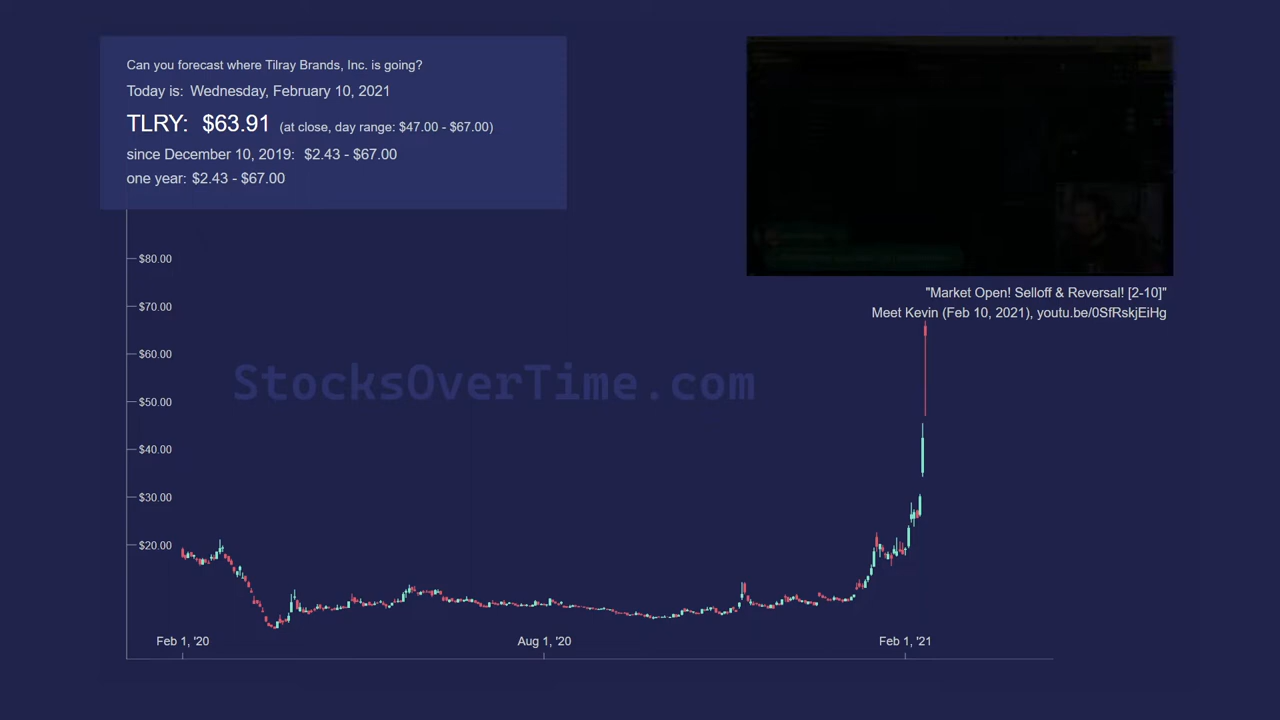 Can you forecast where Tilray Brands, Inc. is going?
Today is: Wednesday, February 10, 2021
TLRY: $63.91 (at close, day range: $47.00 - $67.00)
since December 10, 2019: $2.43 - $67.00
one year: $2.43 - $67.00
"Market Open! Selloff & Reversal! [2-10]"
Meet Kevin (Feb 10, 2021), youtu.be/0SfRskjEiHg
$80.00
$70.00
$60.00
$50.00
$40.00
$30.00
$20.00
StocksOverTime.com
Feb 1, '20
Aug 1, '20
Feb 1, '21